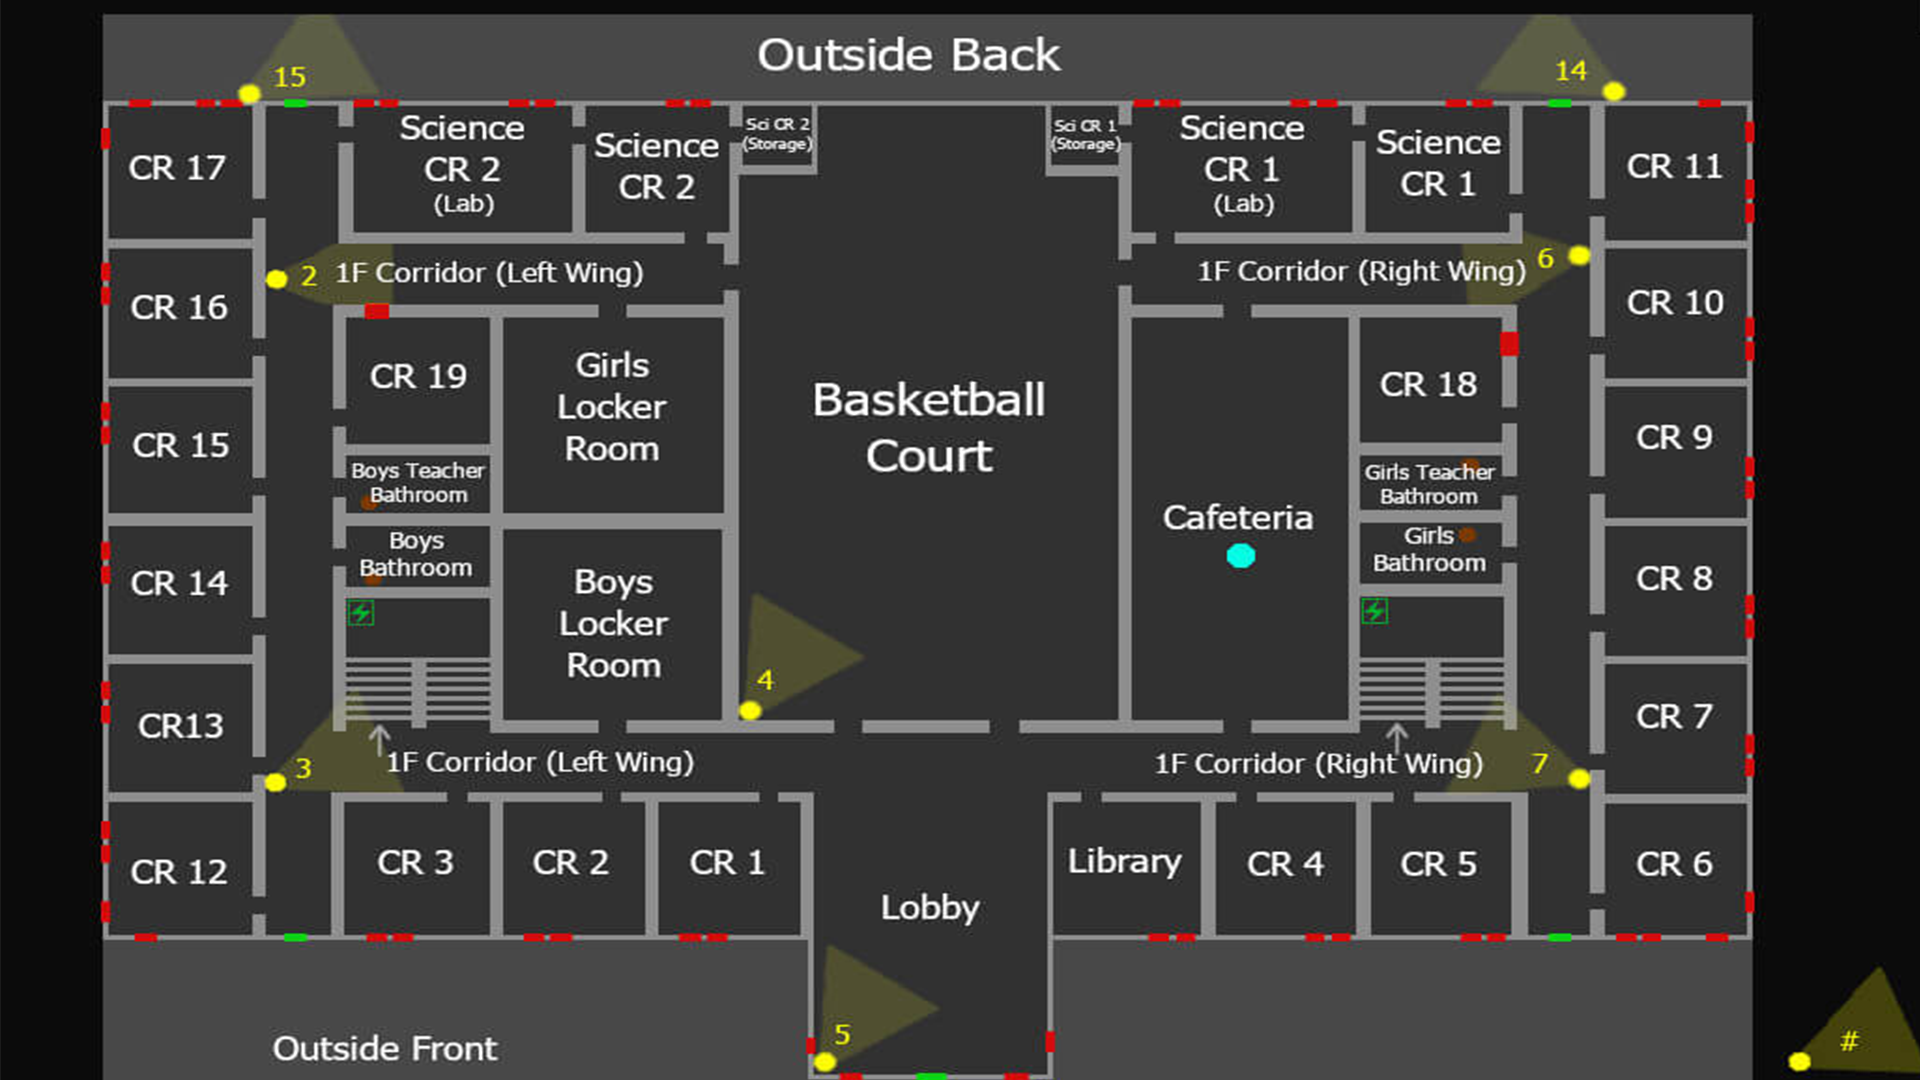 Outside Back
15
14
CR 17
Science
CR 2
(Lab)
Science
CR 2
Sci CR 2
(Storage)
Sci CR 1
(Storage)
Science
CR 1
(Lab)
Science
CR 1
CR 11
2
1F Corridor (Left Wing)
1F Corridor (Right Wing)
6
CR 16
CR 10
CR 19
Girls
Locker
Room
Basketball
Court
CR 18
CR 15
CR 9
Boys Teacher
Bathroom
Girls Teacher
Bathroom
Cafeteria
Boys
Bathroom
Girls
Bathroom
CR 14
Boys
Locker
Room
CR 8
4
CR13
CR 7
3
1F Corridor (Left Wing)
1F Corridor (Right Wing)
7
CR 12
CR 3
CR 2
CR 1
Library
CR 4
CR 5
CR 6
Lobby
5
Outside Front
#